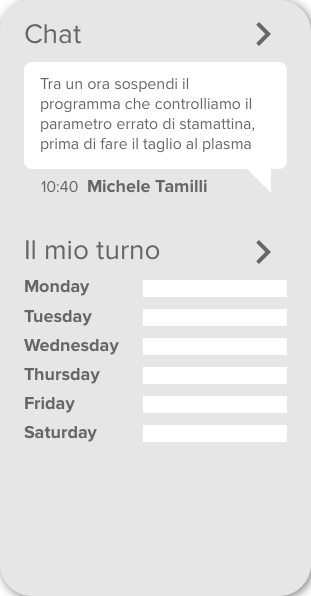 Chat
Tra un ora sospendi il
programma che controlliamo il
parametro errato di stamattina,
prima di fare il taglio al plasma
10:40 Michele Tamilli
Il mio turno
Monday
Tuesday
Wednesday
Thursday
Friday
Saturday